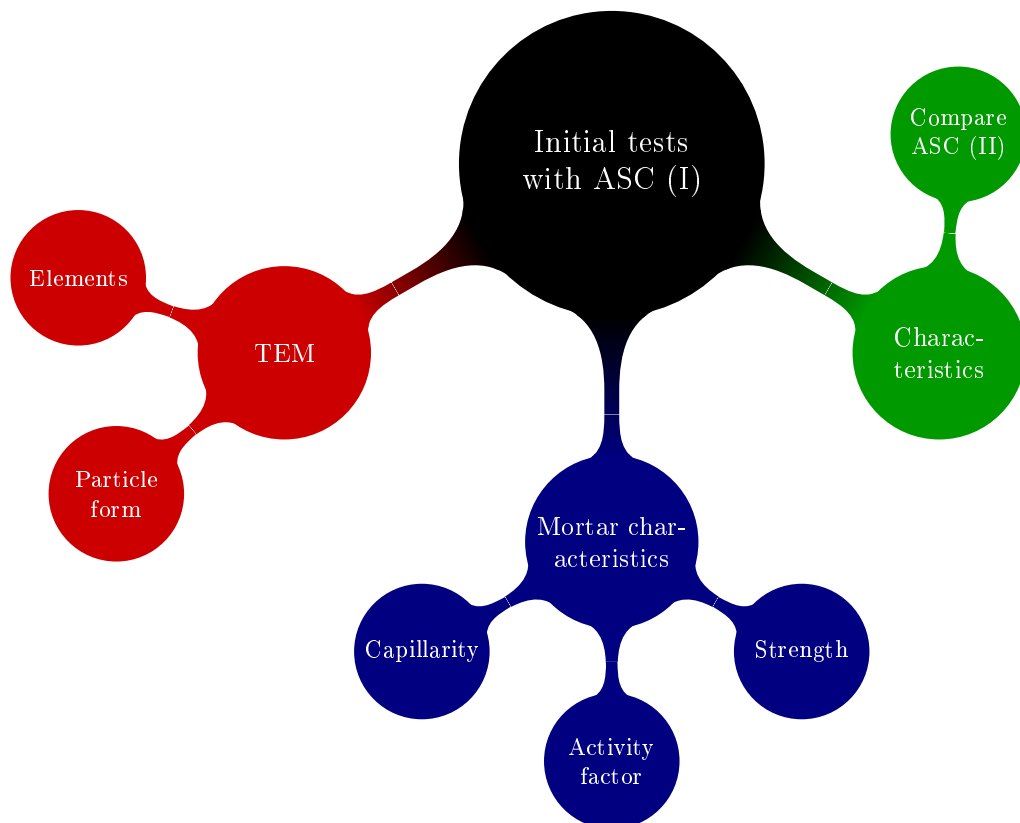 Initial tests
with ASC (I)
Compare
ASC (II)
Charac-
teristics
Elements
TEM
Particle
form
Mortar char-
acteristics
Capillarity
Activity
factor
Strength